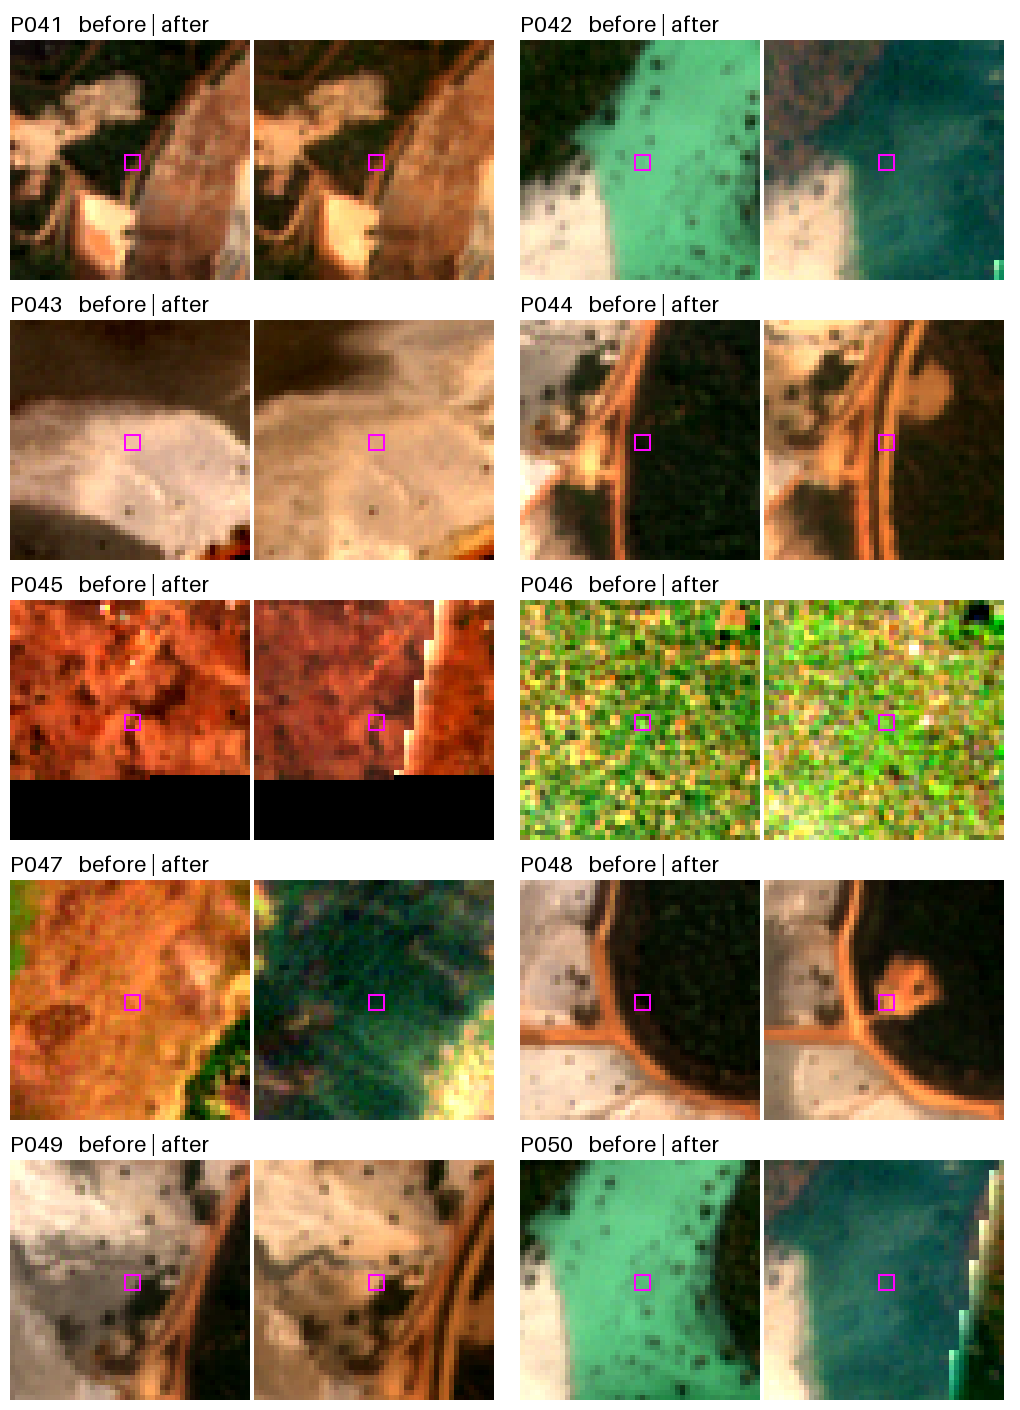 P041 before | after
P042 before | after
P043 before | after
P044 before | after
P045 before | after
P046 before | after
P047 before | after
P048 before | after
P049 before | after
P050 before | after